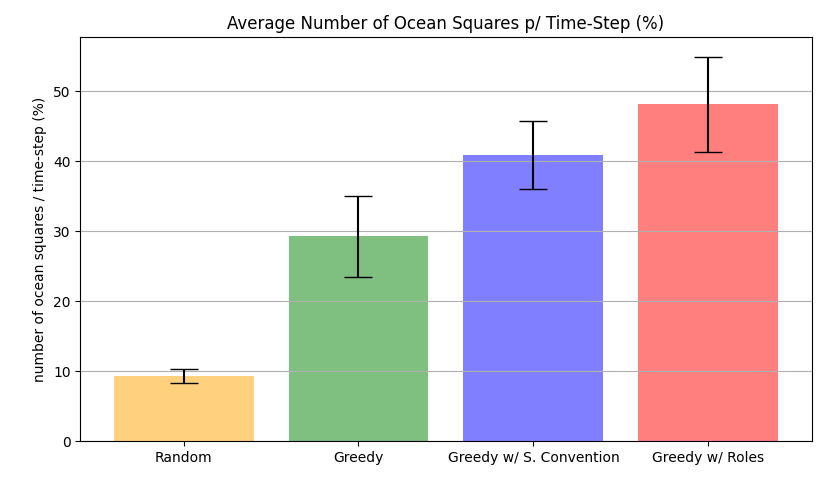 Average Number of Ocean Squares p/ Time-Step (%)
number of ocean squares / time-step (%)
50
40
30
20
10
0
Random
Greedy
Greedy w/ S. Convention
Greedy w/ Roles